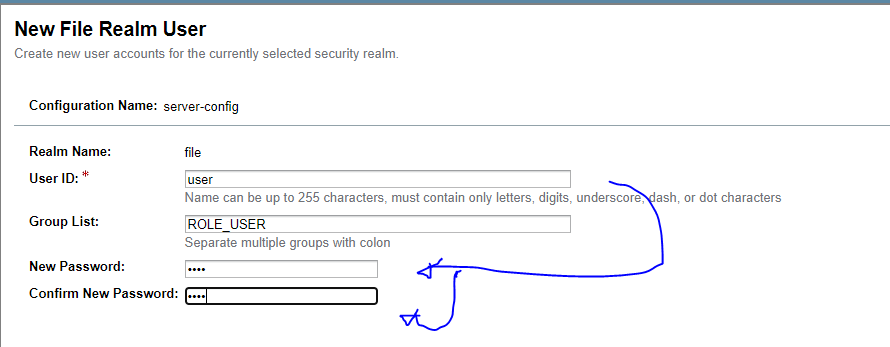 New File Realm User
Create new user accounts for the currently selected security realm.
Configuration Name: server-config
Realm Name: file
User ID: * user
Name can be up to 255 characters, must contain only letters, digits, underscore, dash, or dot characters
Group List: ROLE_USER
Separate multiple groups with colon
New Password: ••••
Confirm New Password: ••••